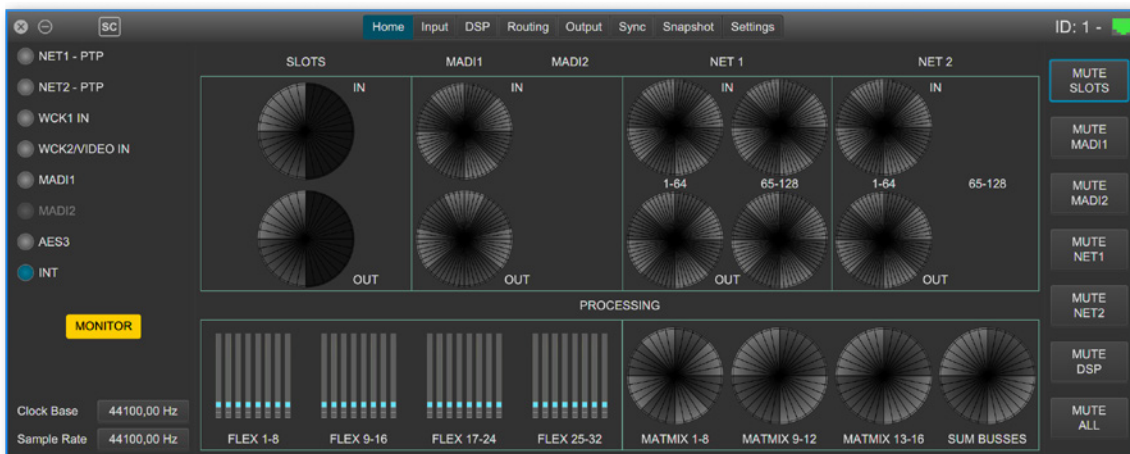 SC Home Input DSP Routing Output Sync Snapshot Settings ID: 1 -
NET1 - PTP
NET2 - PTP
WCK1 IN
WCK2/VIDEO IN
MADI1
MADI2
AES3
INT
MONITOR
Clock Base 44100,00 Hz
Sample Rate 44100,00 Hz
SLOTS MADI1 MADI2 NET 1 NET 2
IN IN IN IN
1-64 65-128 1-64 65-128
OUT OUT OUT OUT
PROCESSING
FLEX 1-8 FLEX 9-16 FLEX 17-24 FLEX 25-32 MATMIX 1-8 MATMIX 9-12 MATMIX 13-16 SUM BUSSES
MUTE
SLOTS
MUTE
MADI1
MUTE
MADI2
MUTE
NET1
MUTE
NET2
MUTE
DSP
MUTE
ALL